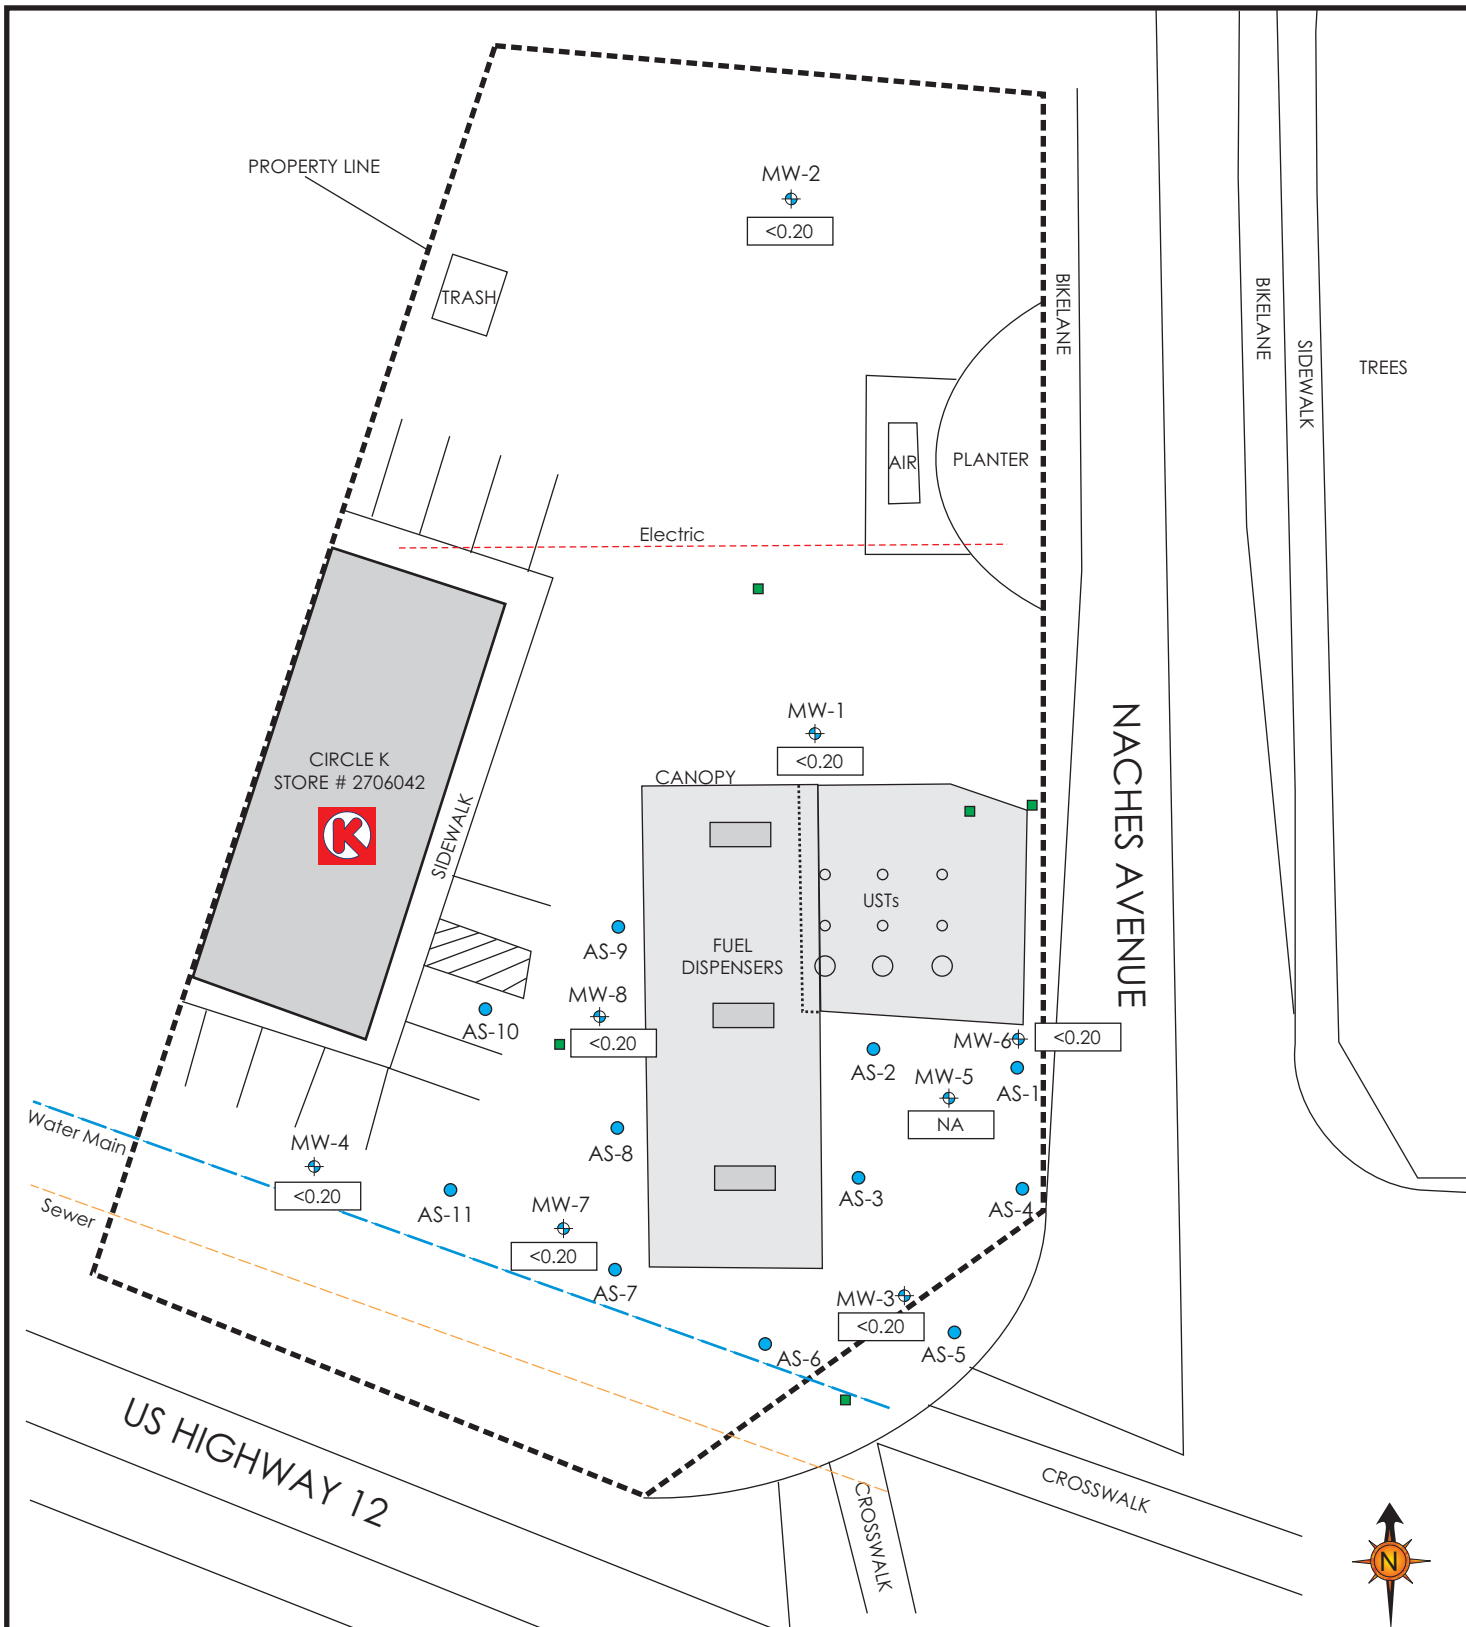 PROPERTY LINE
MW-2
<0.20
TRASH
BIKELANE
BIKELANE
SIDEWALK
TREES
AIR
PLANTER
Electric
MW-1
<0.20
NACHES AVENUE
CIRCLE K
STORE # 2706042
K
SIDEWALK
CANOPY
USTs
FUEL
DISPENSERS
AS-9
MW-8
<0.20
AS-10
MW-6
<0.20
AS-2
MW-5
NA
AS-1
Water Main
MW-4
<0.20
AS-8
AS-3
AS-4
Sewer
AS-11
MW-7
<0.20
AS-7
MW-3
<0.20
AS-6
AS-5
US HIGHWAY 12
CROSSWALK
CROSSWALK
N